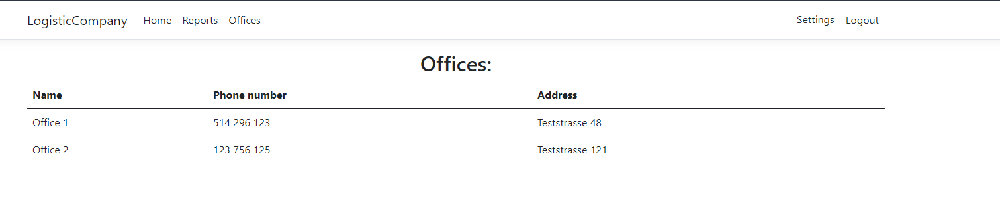 LogisticCompany Home Reports Offices Settings Logout
Offices:
Name Phone number Address
Office 1 514 296 123 Teststrasse 48
Office 2 123 756 125 Teststrasse 121